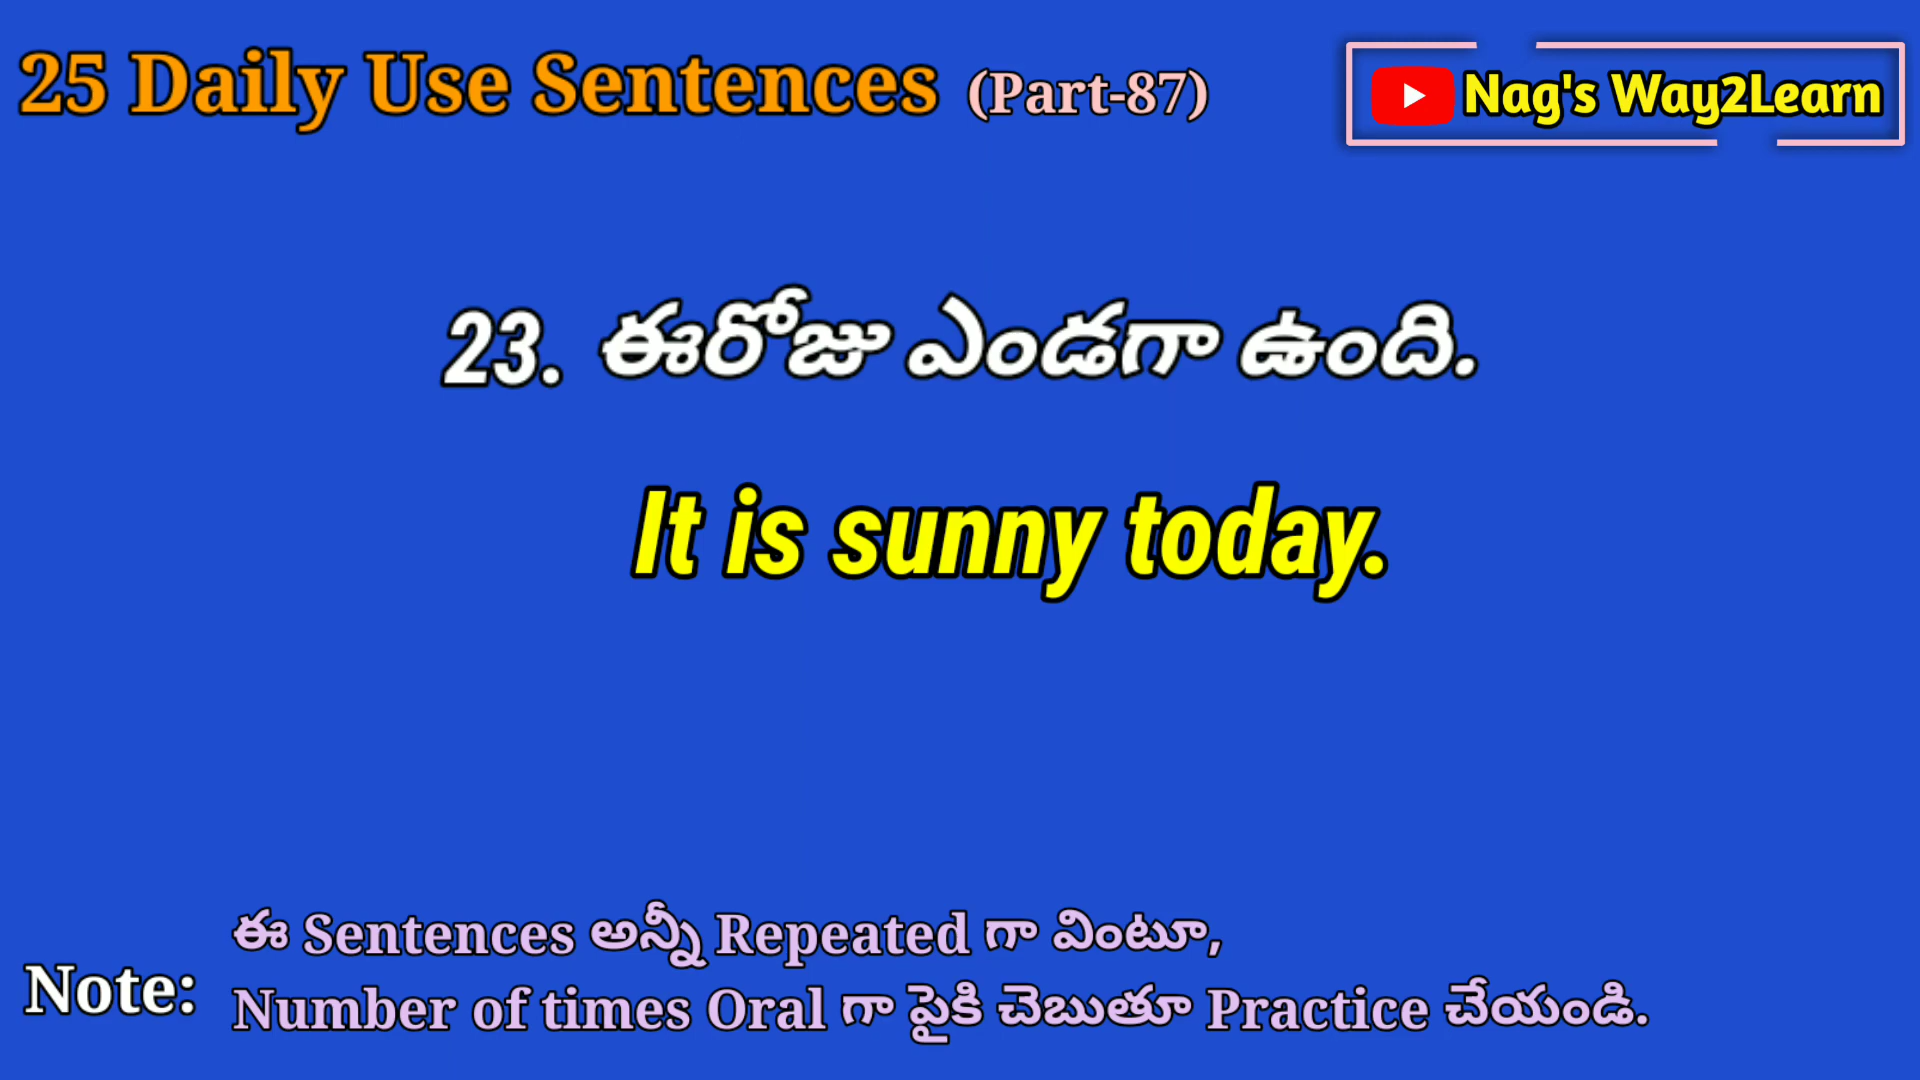 25 Daily Use Sentences (Part-87)
Nag's Way2Learn
23. ఈరోజు ఎండగా ఉంది.
It is sunny today.
Note:
ఈ Sentences అన్నీ Repeated గా వింటూ,
Number of times Oral గా పైకి చెబుతూ Practice చేయండి.